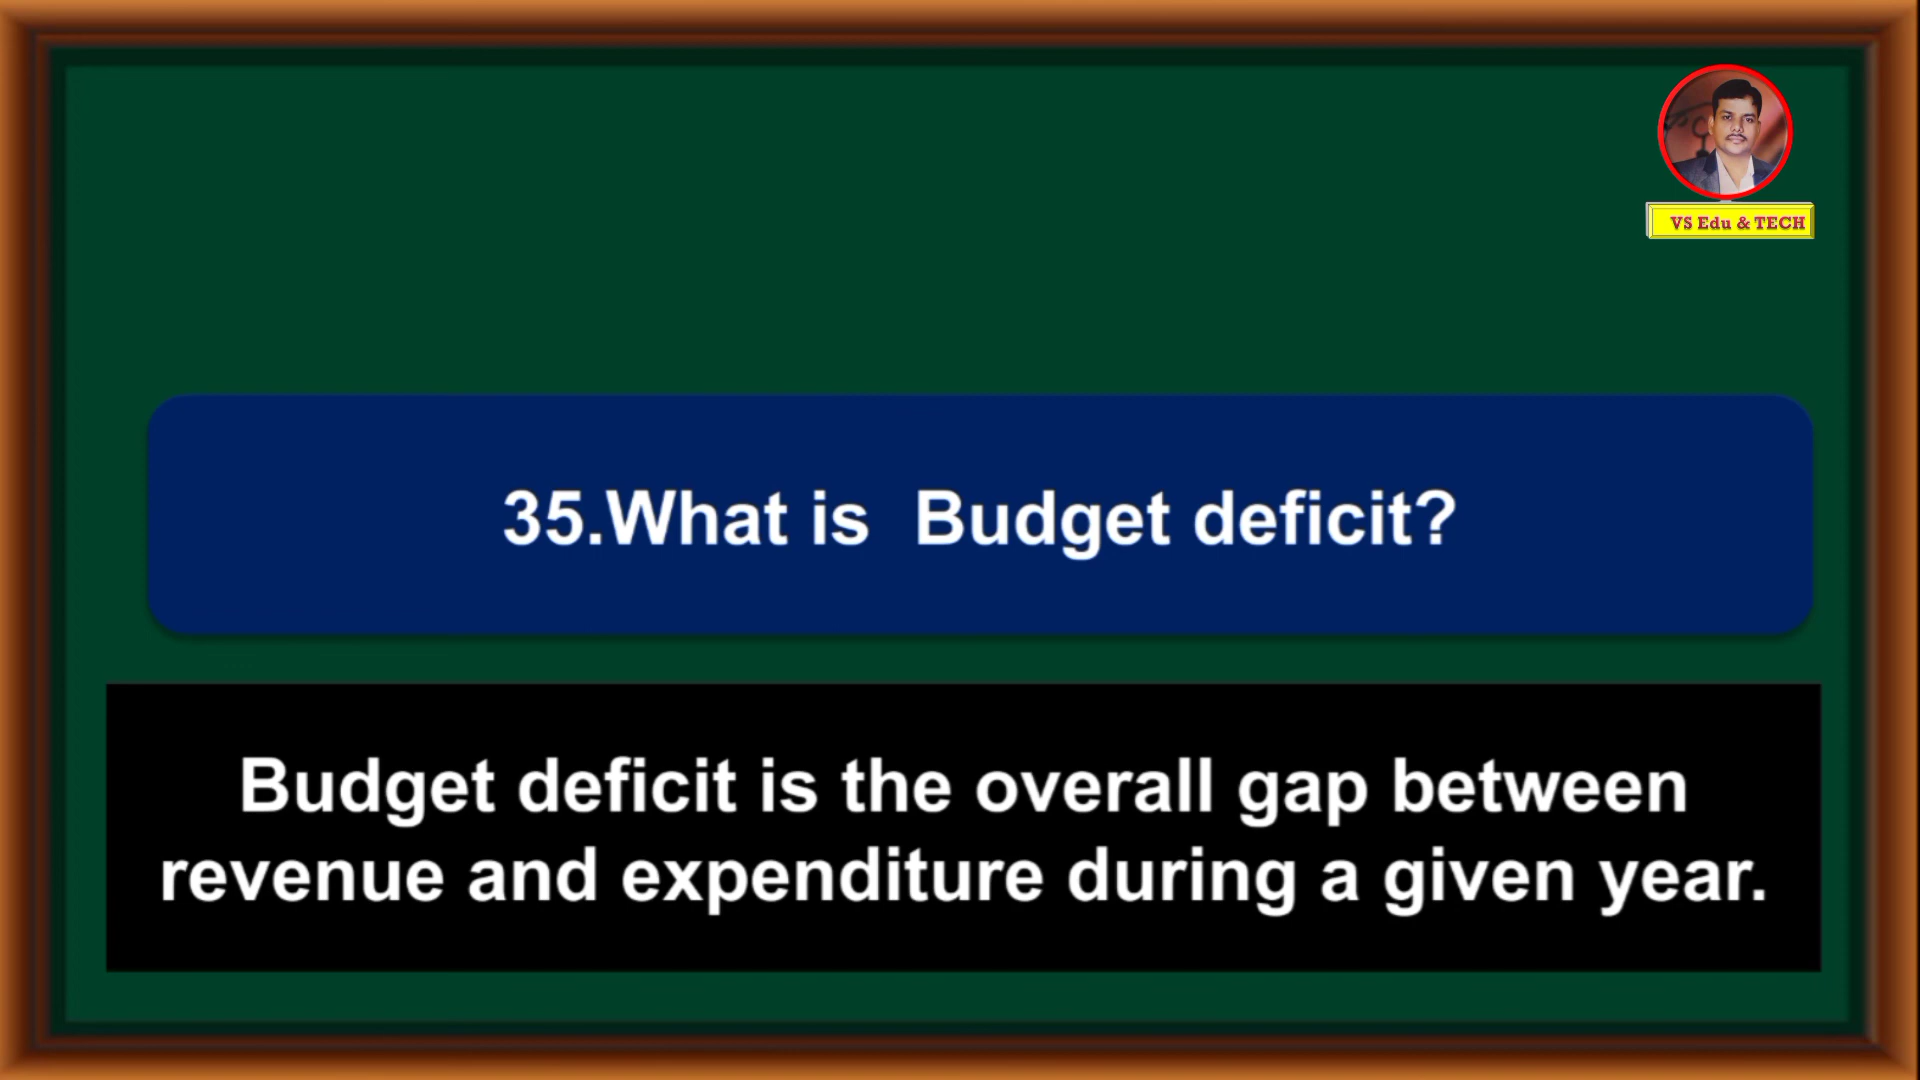 VS Edu & TECH
35.What is  Budget deficit?
Budget deficit is the overall gap between
revenue and expenditure during a given year.